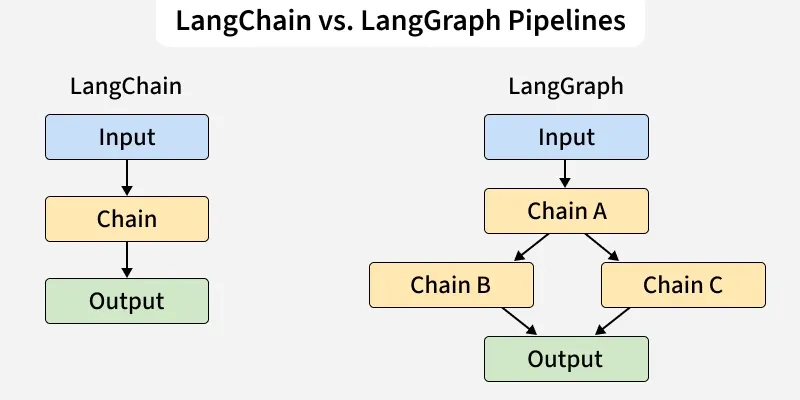 LangChain vs. LangGraph Pipelines
LangChain
Input
Chain
Output
LangGraph
Input
Chain A
Chain B
Chain C
Output